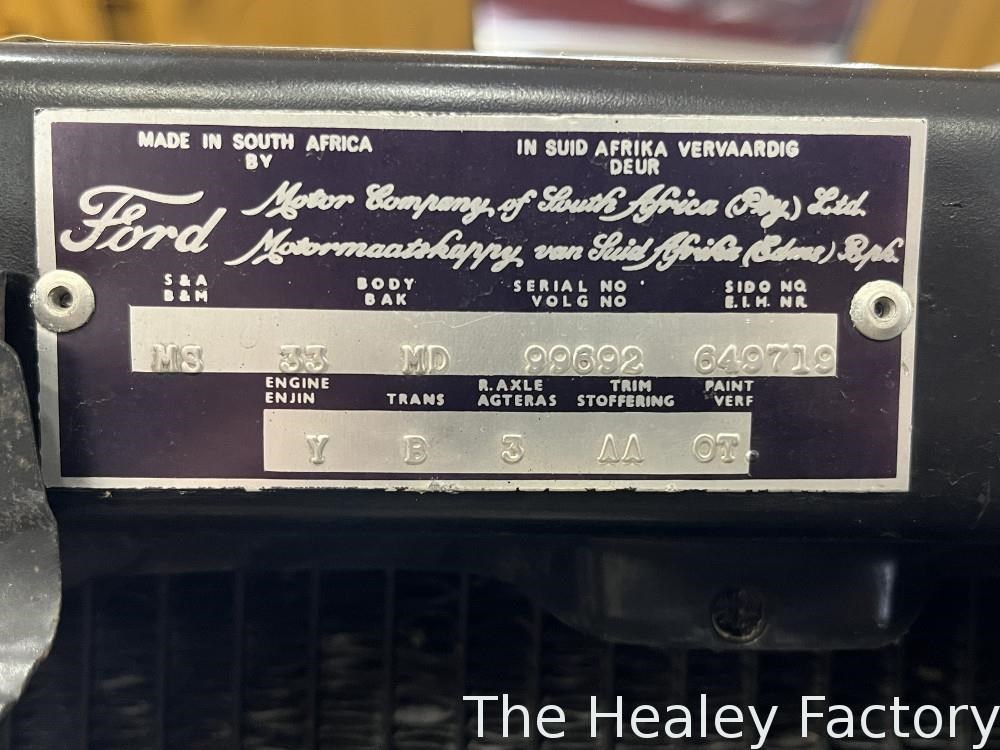 MADE IN SOUTH AFRICA
BY
IN SUID AFRIKA VERVAARDIG
DEUR
Ford
Motor Company of South Africa (Pty.) Ltd.
Motormaatskappy van Suid Afrika (Edms) Bpk.
S & A
B & M
BODY
BAK
SERIAL NO
VOLG NO
SIDO NO
E.I.H. NR
MS 33 MD 99692 649719
ENGINE
ENJIN
TRANS
R. AXLE
AGTERAS
TRIM
STOFFERING
PAINT
VERF
Y B 3 AA OT.
The Healey Factory